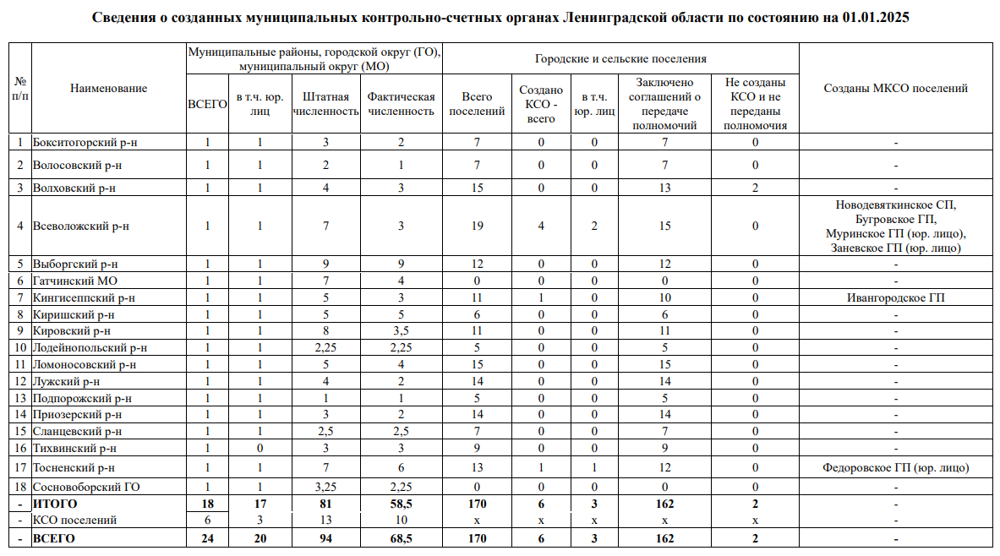 Сведения о созданных муниципальных контрольно-счетных органах Ленинградской области по состоянию на 01.01.2025
№ п/п
Наименование
Муниципальные районы, городской округ (ГО), муниципальный округ (МО)
Городские и сельские поселения
Созданы МКСО поселений
ВСЕГО
в т.ч. юр. лиц
Штатная численность
Фактическая численность
Всего поселений
Создано КСО - всего
в т.ч. юр. лиц
Заключено соглашений о передаче полномочий
Не созданы КСО и не переданы полномочия
1 Бокситогорский р-н 1 1 3 2 7 0 0 7 0 -
2 Волосовский р-н 1 1 2 1 7 0 0 7 0 -
3 Волховский р-н 1 1 4 3 15 0 0 13 2 -
4 Всеволожский р-н 1 1 7 3 19 4 2 15 0 Новодевяткинское СП,
Бугровское ГП,
Муринское ГП (юр. лицо),
Заневское ГП (юр. лицо)
5 Выборгский р-н 1 1 9 9 12 0 0 12 0 -
6 Гатчинский МО 1 1 7 4 0 0 0 0 0 -
7 Кингисеппский р-н 1 1 5 3 11 1 0 10 0 Ивангородское ГП
8 Киришский р-н 1 1 5 5 6 0 0 6 0 -
9 Кировский р-н 1 1 8 3,5 11 0 0 11 0 -
10 Лодейнопольский р-н 1 1 2,25 2,25 5 0 0 5 0 -
11 Ломоносовский р-н 1 1 5 4 15 0 0 15 0 -
12 Лужский р-н 1 1 4 2 14 0 0 14 0 -
13 Подпорожский р-н 1 1 1 1 5 0 0 5 0 -
14 Приозерский р-н 1 1 3 2 14 0 0 14 0 -
15 Сланцевский р-н 1 1 2,5 2,5 7 0 0 7 0 -
16 Тихвинский р-н 1 0 3 3 9 0 0 9 0 -
17 Тосненский р-н 1 1 7 6 13 1 1 12 0 Федоровское ГП (юр. лицо)
18 Сосновоборский ГО 1 1 3,25 2,25 0 0 0 0 0 -
- ИТОГО 18 17 81 58,5 170 6 3 162 2 -
- КСО поселений 6 3 13 10 х х х х х -
- ВСЕГО 24 20 94 68,5 170 6 3 162 2 -